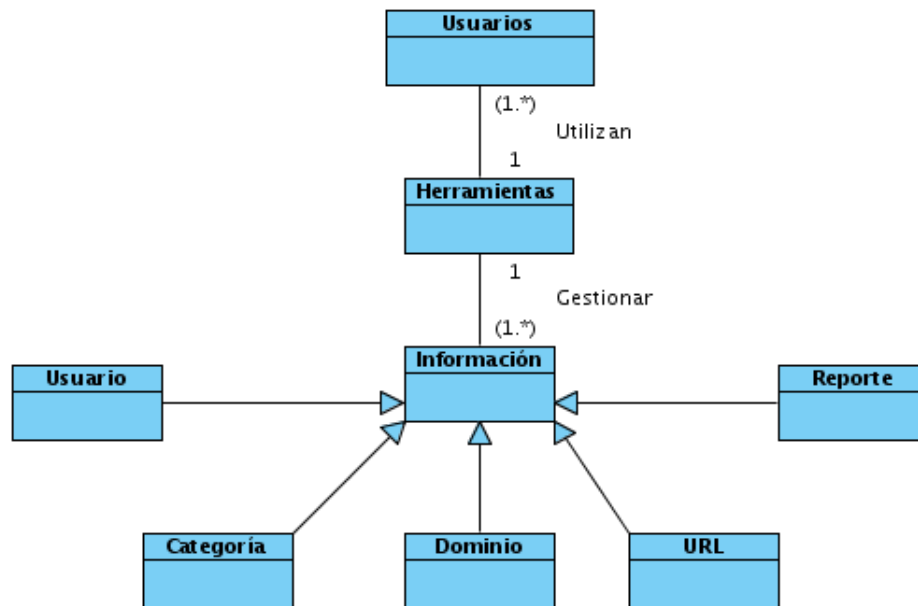 Usuarios
(1.*)
Utilizan
1
Herramientas
1
Gestionar
(1.*)
Información
Usuario
Reporte
Categoría
Dominio
URL